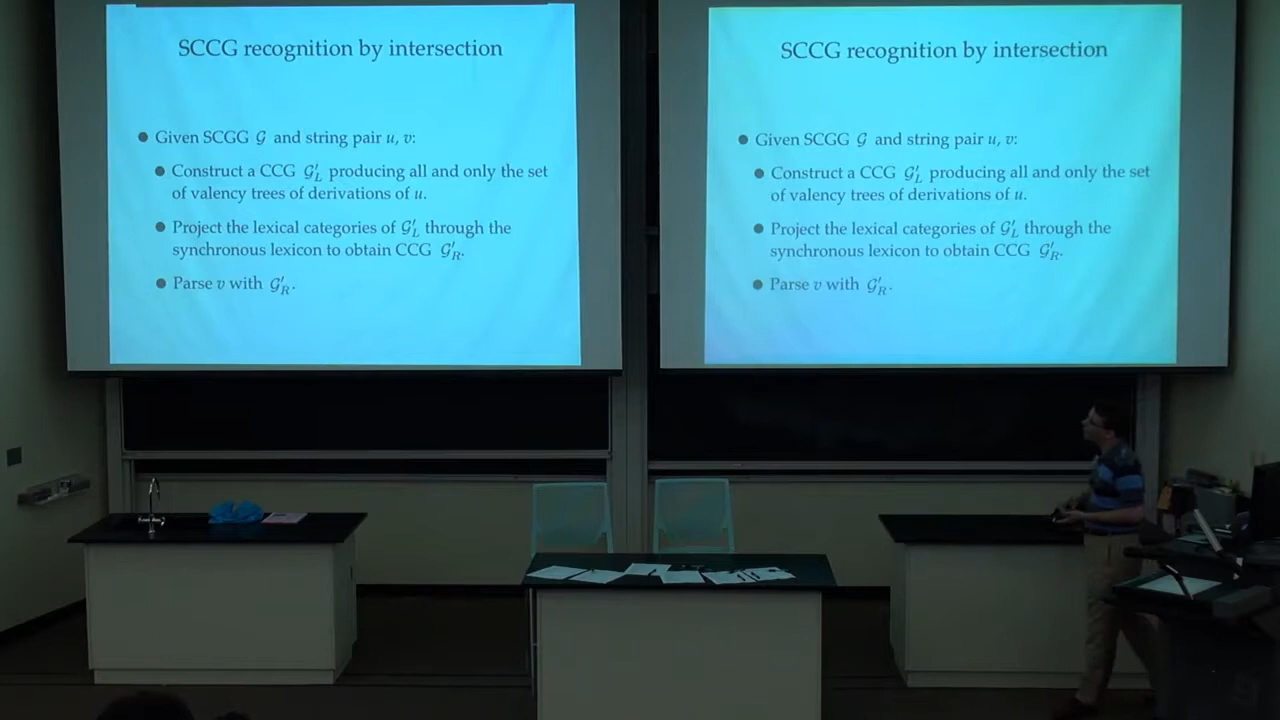 SCCG recognition by intersection
● Given SCGG 𝒢 and string pair u, v:
● Construct a CCG 𝒢′_L producing all and only the set
of valency trees of derivations of u.
● Project the lexical categories of 𝒢′_L through the
synchronous lexicon to obtain CCG 𝒢′_R.
● Parse v with 𝒢′_R.
SCCG recognition by intersection
● Given SCGG 𝒢 and string pair u, v:
● Construct a CCG 𝒢′_L producing all and only the set
of valency trees of derivations of u.
● Project the lexical categories of 𝒢′_L through the
synchronous lexicon to obtain CCG 𝒢′_R.
● Parse v with 𝒢′_R.